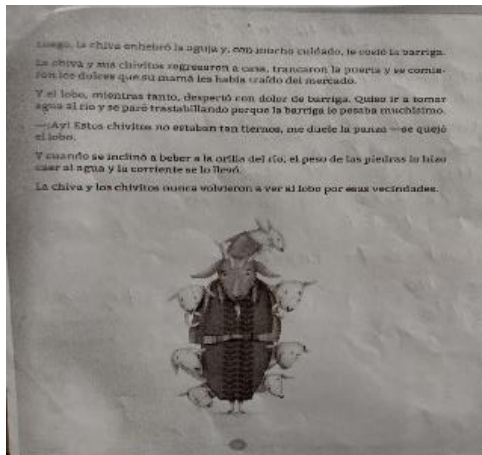 Luego, la chiva enhebró la aguja y, con mucho cuidado, le cosió la barriga.
La chiva y sus chivitos regresaron a casa, trancaron la puerta y se comie-
ron los dulces que su mamá les había traído del mercado.
Y el lobo, mientras tanto, despertó con dolor de barriga. Quiso ir a tomar
agua al río y se paró trastabillando porque la barriga le pesaba muchísimo.
—¡Ay! Estos chivitos no estaban tan tiernos, me duele la panza —se quejó
el lobo.
Y cuando se inclinó a beber a la orilla del río, el peso de las piedras lo hizo
caer al agua y la corriente se lo llevó.
La chiva y los chivitos nunca volvieron a ver al lobo por esas vecindades.